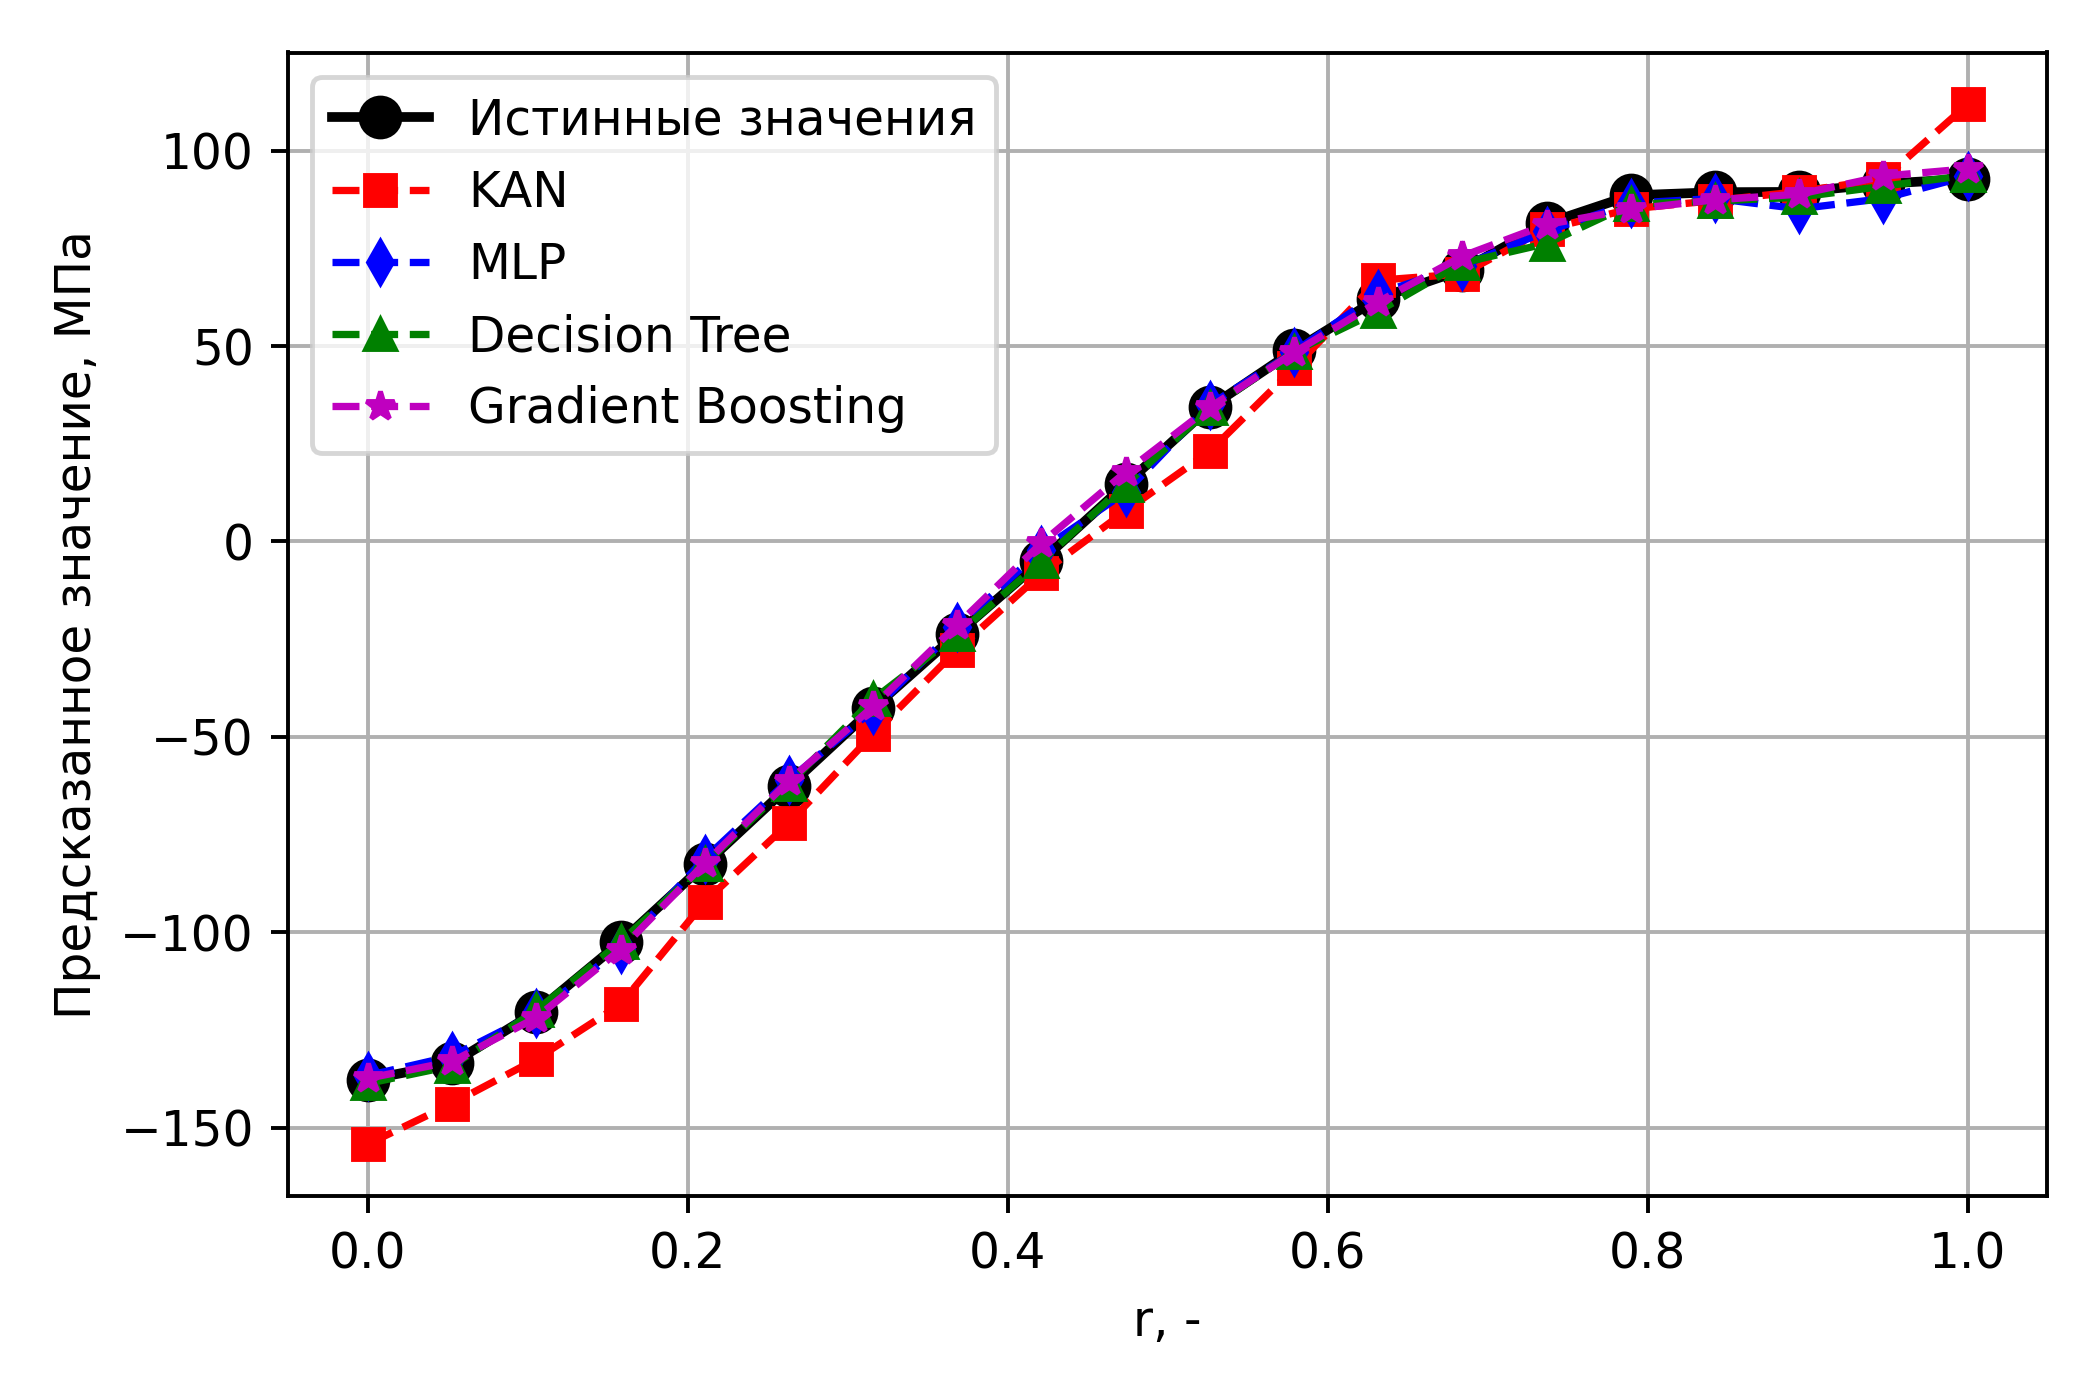 Истинные значения
KAN
MLP
Decision Tree
Gradient Boosting
Предсказанное значение, МПа
100
50
0
−50
−100
−150
0.0 0.2 0.4 0.6 0.8 1.0
r, -